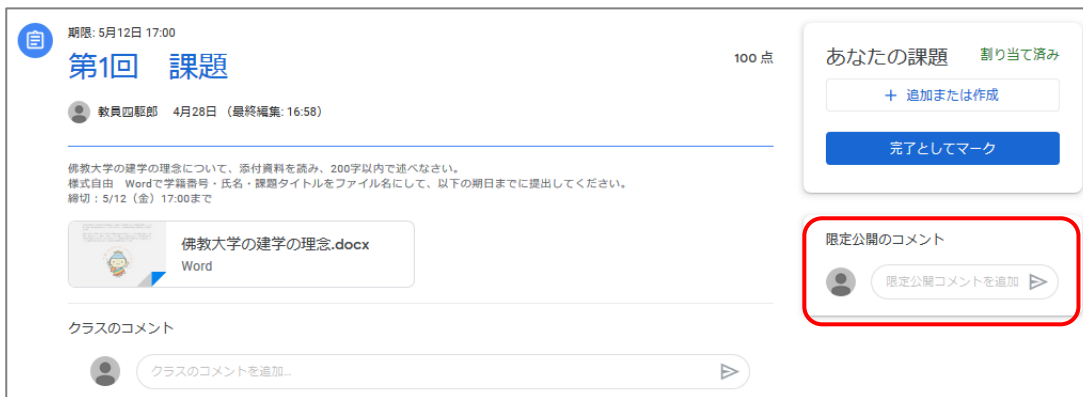 期限: 5月12日 17:00
第1回　課題
100 点
教員四駆郎　4月28日 （最終編集: 16:58）
佛教大学の建学の理念について、添付資料を読み、200字以内で述べなさい。
様式自由　Wordで学籍番号・氏名・課題タイトルをファイル名にして、以下の期日までに提出してください。
締切：5/12（金）17:00まで
佛教大学の建学の理念.docx
Word
クラスのコメント
クラスのコメントを追加...
あなたの課題　割り当て済み
+ 追加または作成
完了としてマーク
限定公開のコメント
限定公開コメントを追加